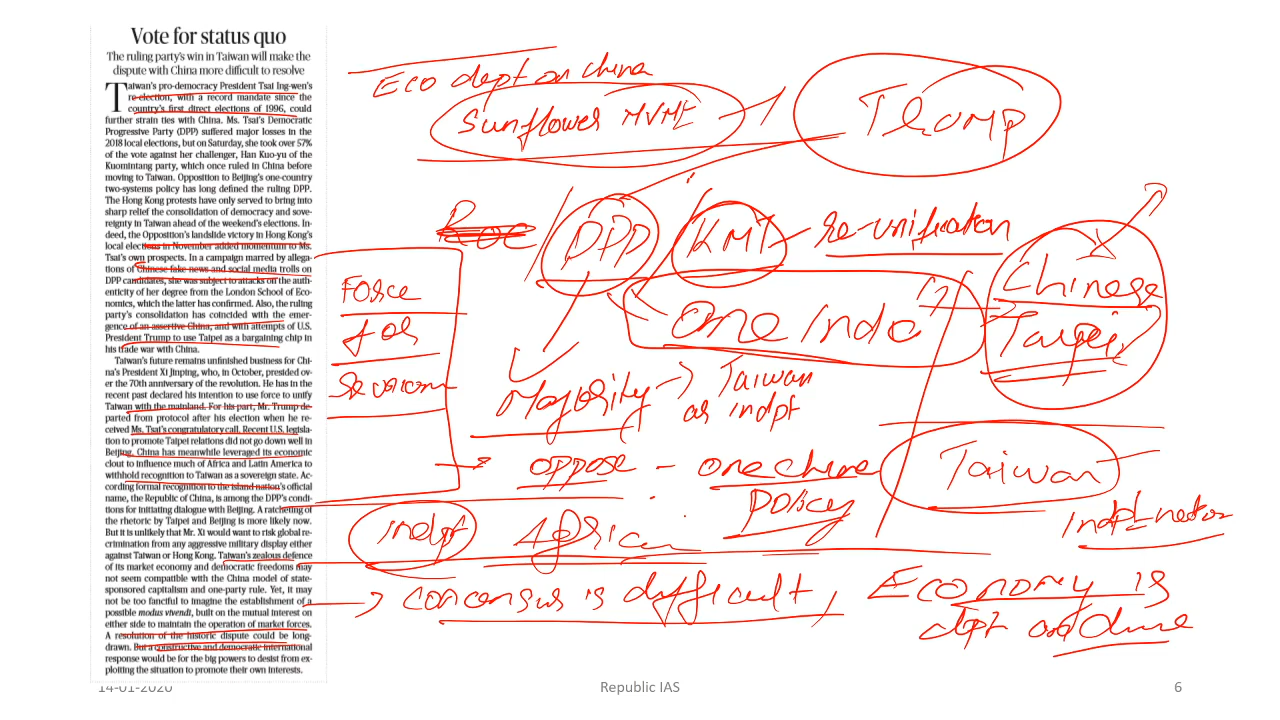 Vote for status quo
The ruling party's win in Taiwan will make the
dispute with China more difficult to resolve
Taiwan's pro-democracy President Tsai Ing-wen's
re-election, with a record mandate since the
country's first direct elections of 1996, could
further strain ties with China. Ms. Tsai's Democratic
Progressive Party (DPP) suffered major losses in the
2018 local elections, but on Saturday, she took over 57%
of the vote against her challenger, Han Kuo-yu of the
Kuomintang party, which once ruled in China before
moving to Taiwan. Opposition to Beijing's one-country
two-systems policy has long defined the ruling DPP.
The Hong Kong protests have only served to bring into
sharp relief the consolidation of democracy and sove-
reignty in Taiwan ahead of the weekend's elections. In-
deed, the Opposition's landslide victory in Hong Kong's
local elections in November added momentum to Ms.
Tsai's own prospects. In a campaign marred by allega-
tions of Chinese fake news and social media trolls on
DPP candidates, she was subject to attacks on the auth-
enticity of her degree from the London School of Eco-
nomics, which the latter has confirmed. Also, the ruling
party's consolidation has coincided with the emer-
gence of an assertive China, and with attempts of U.S.
President Trump to use Taipei as a bargaining chip in
his trade war with China.
Taiwan's future remains unfinished business for Chi-
na's President Xi Jinping, who, in October, presided ov-
er the 70th anniversary of the revolution. He has in the
recent past declared his intention to use force to unify
Taiwan with the mainland. For his part, Mr. Trump de-
parted from protocol after his election when he re-
ceived Ms. Tsai's congratulatory call. Recent U.S. legisla-
tion to promote Taipei relations did not go down well in
Beijing. China has meanwhile leveraged its economic
clout to influence much of Africa and Latin America to
withhold recognition to Taiwan as a sovereign state. Ac-
cording formal recognition to the island nation's official
name, the Republic of China, is among the DPP's condi-
tions for initiating dialogue with Beijing. A ratcheting of
the rhetoric by Taipei and Beijing is more likely now.
But it is unlikely that Mr. Xi would want to risk global re-
crimination from any aggressive military display either
against Taiwan or Hong Kong. Taiwan's zealous defence
of its market economy and democratic freedoms may
not seem compatible with the China model of state-
sponsored capitalism and one-party rule. Yet, it may
not be too fanciful to imagine the establishment of a
possible modus vivendi, built on the mutual interest on
either side to maintain the operation of market forces.
A resolution of the historic dispute could be long-
drawn. But a constructive and democratic international
response would be for the big powers to desist from ex-
ploiting the situation to promote their own interests.
Eco dept on China
Sunflower MVMt
Trump
ROC DPP KMT Re-unification
Force
for
One Indo
Chinese
Taipei
Majority → Taiwan
as indpt
oppose - one china
policy
Taiwan
Indpt
indpt African
→ concensus is difficult, Economy is
dpt
14-01-2020
Republic IAS
6